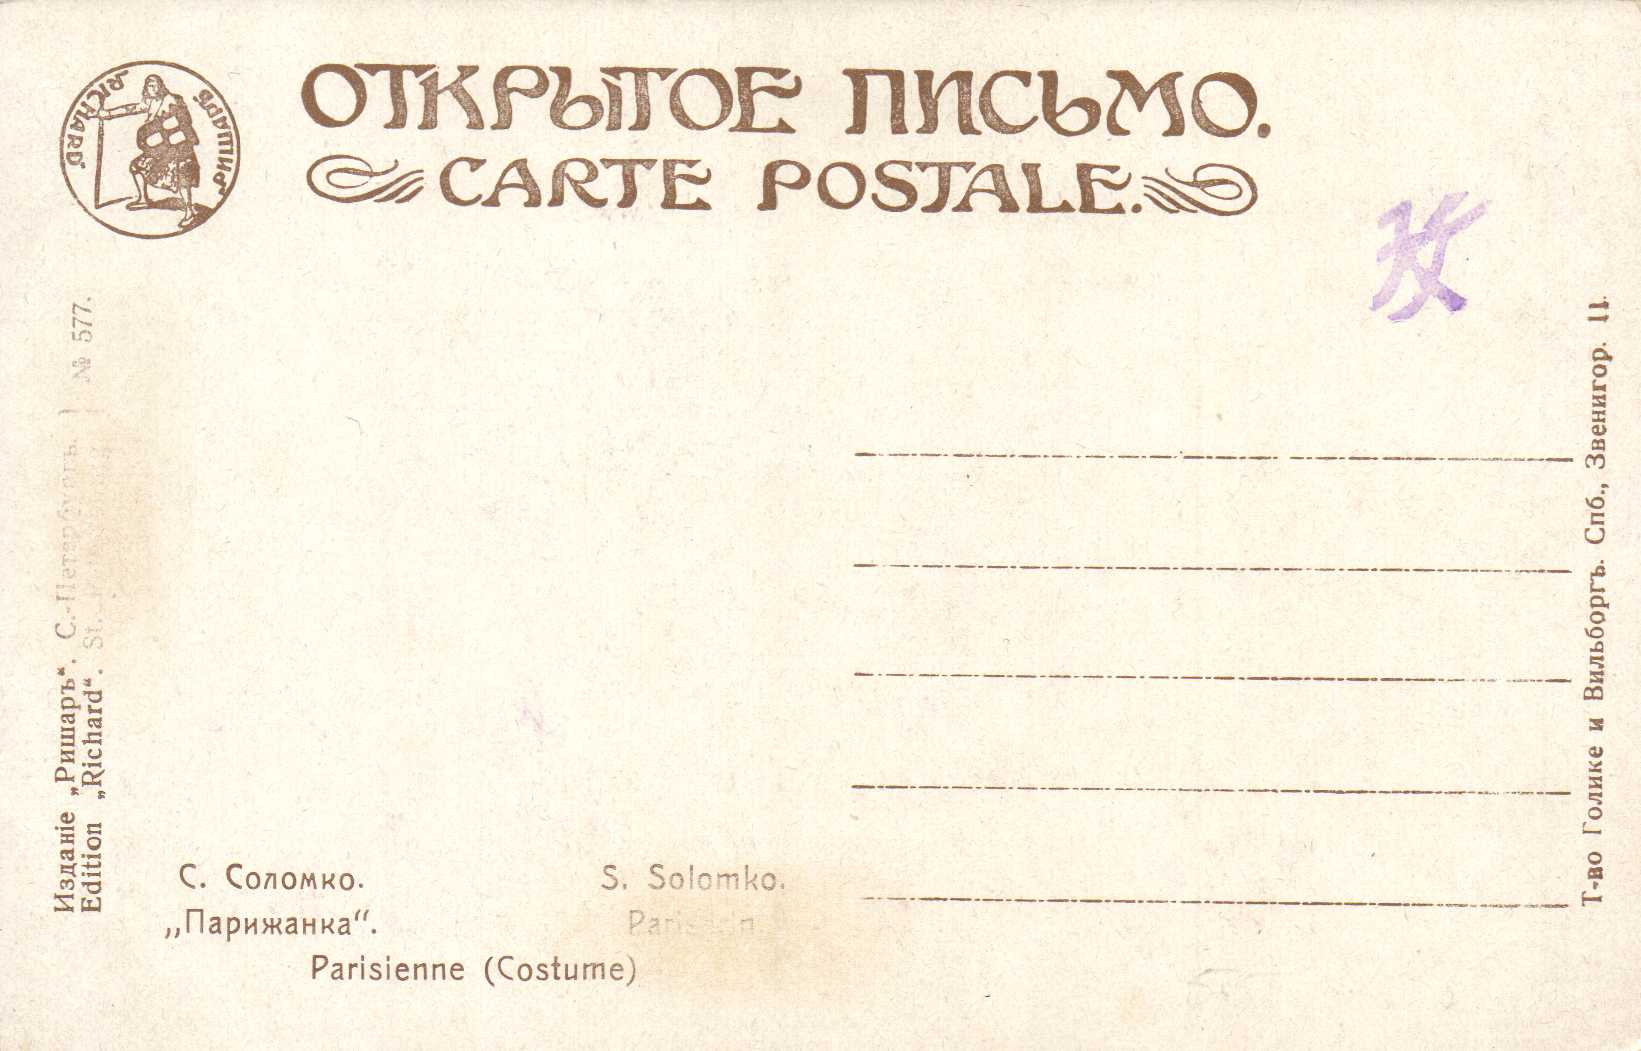 RICHARD
РИШАРЪ
ОТКРЫТОЕ ПИСЬМО.
CARTE POSTALE.
Изданіе „Ришаръ“. С.-Петербургъ.
Edition „Richard“. St.
№ 577.
Т-во Голике и Вильборгъ. Спб., Звенигор. 11.
С. Соломко.
S. Solomko.
„Парижанка“.
Parisienne (Costume)